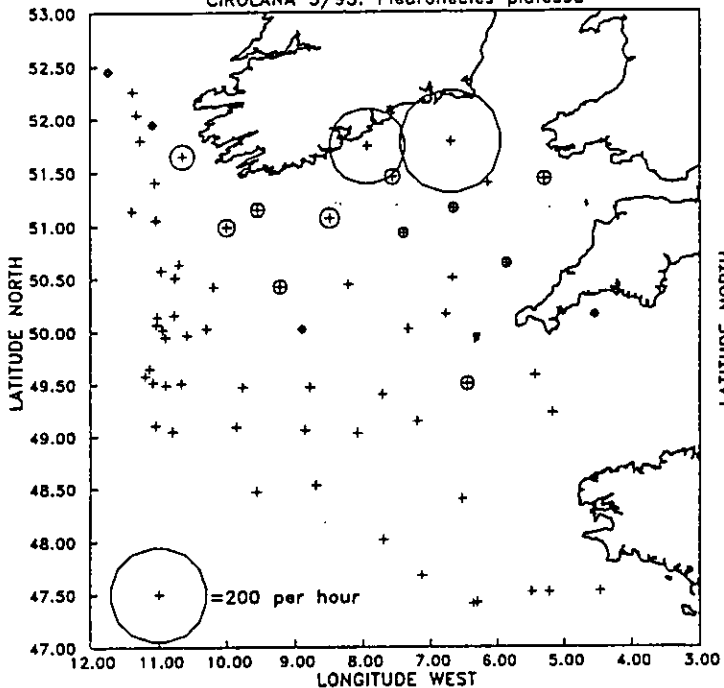 CIROLANA 3/93: Pleuronectes platessa
53.00
52.50
52.00
51.50
51.00
50.50
50.00
49.50
49.00
48.50
48.00
47.50
47.00
LATITUDE NORTH
=200 per hour
12.00 11.00 10.00 9.00 8.00 7.00 6.00 5.00 4.00 3.00
LONGITUDE WEST
LATITUDE NORTH